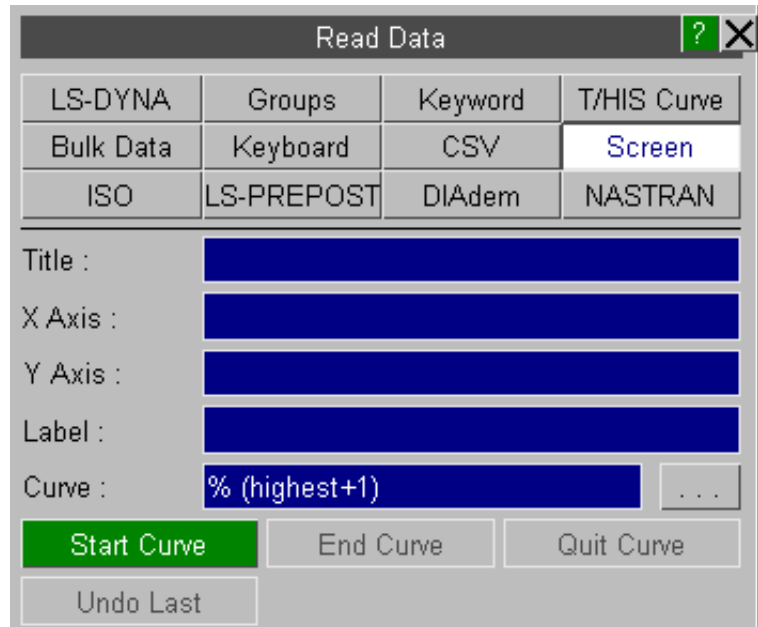 Read Data ? X
LS-DYNA Groups Keyword T/HIS Curve
Bulk Data Keyboard CSV Screen
ISO LS-PREPOST DIAdem NASTRAN
Title :
X Axis :
Y Axis :
Label :
Curve : % (highest+1) . . .
Start Curve End Curve Quit Curve
Undo Last